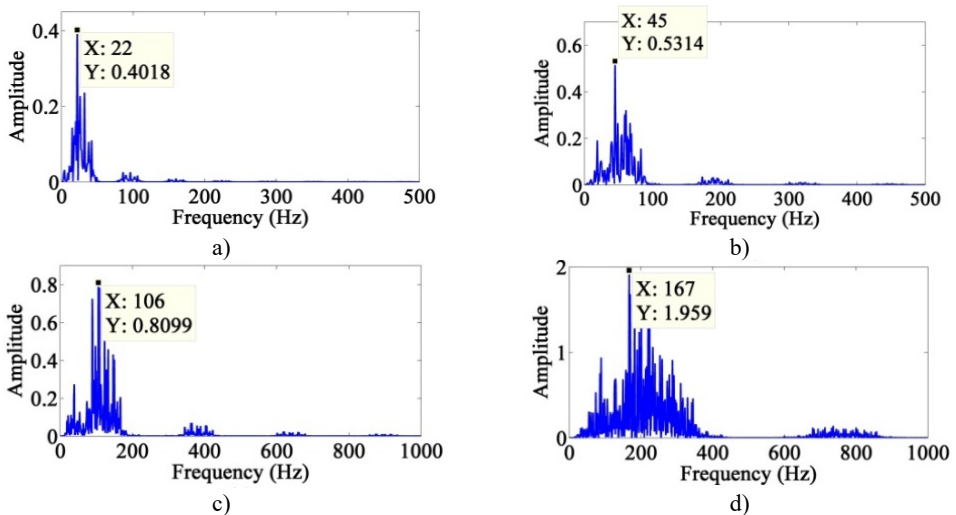 0.4
0.2
0
Amplitude
X: 22
Y: 0.4018
0 100 200 300 400 500
Frequency (Hz)
a)
0.6
0.4
0.2
0
Amplitude
X: 45
Y: 0.5314
0 100 200 300 400 500
Frequency (Hz)
b)
0.8
0.6
0.4
0.2
0
Amplitude
X: 106
Y: 0.8099
0 200 400 600 800 1000
Frequency (Hz)
c)
2
1
0
Amplitude
X: 167
Y: 1.959
0 200 400 600 800 1000
Frequency (Hz)
d)